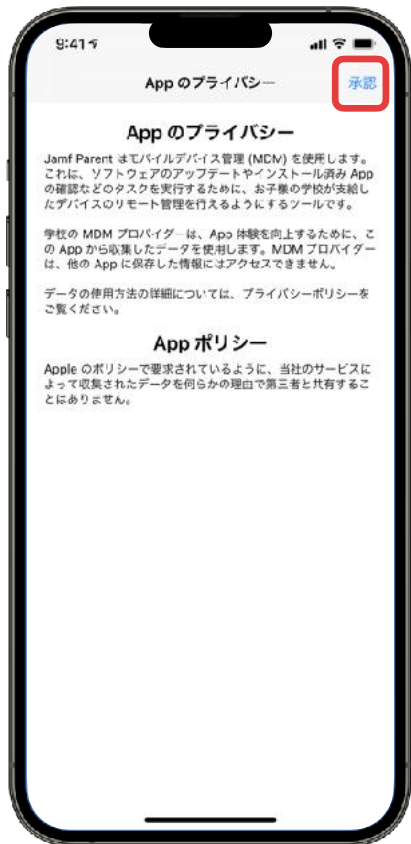 9:41
App のプライバシー
承認
App のプライバシー
Jamf Parent はモバイルデバイス管理 (MDM) を使用します。
これは、ソフトウェアのアップデートやインストール済み App
の確認などのタスクを実行するために、お子様の学校が支給し
たデバイスのリモート管理を行えるようにするツールです。
学校の MDM プロバイダーは、App 体験を向上するために、こ
の App から収集したデータを使用します。MDM プロバイダー
は、他の App に保存した情報にはアクセスできません。
データの使用方法の詳細については、プライバシーポリシーを
ご覧ください。
App ポリシー
Apple のポリシーで要求されているように、当社のサービスに
よって収集されたデータを何らかの理由で第三者と共有するこ
とはありません。